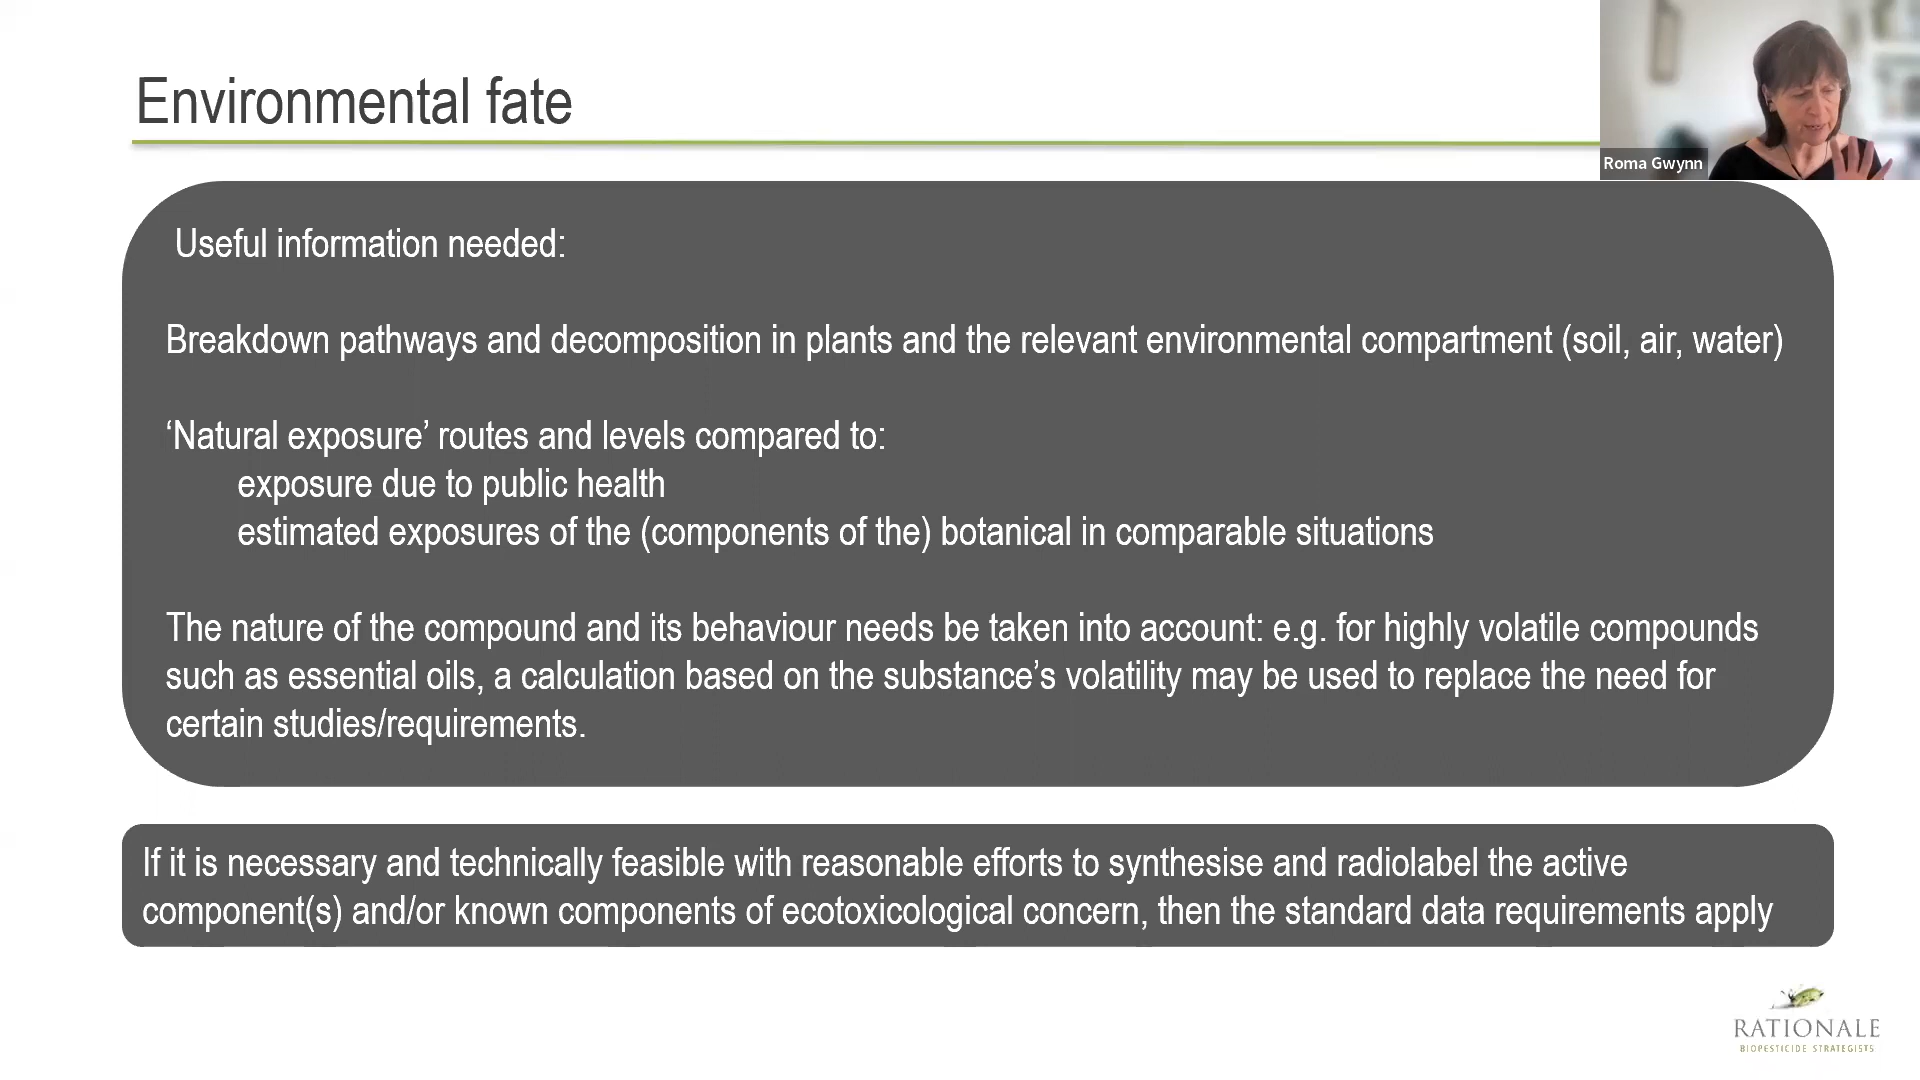 Environmental fate
Roma Gwynn
Useful information needed:
Breakdown pathways and decomposition in plants and the relevant environmental compartment (soil, air, water)
‘Natural exposure’ routes and levels compared to:
exposure due to public health
estimated exposures of the (components of the) botanical in comparable situations
The nature of the compound and its behaviour needs be taken into account: e.g. for highly volatile compounds
such as essential oils, a calculation based on the substance’s volatility may be used to replace the need for
certain studies/requirements.
If it is necessary and technically feasible with reasonable efforts to synthesise and radiolabel the active
component(s) and/or known components of ecotoxicological concern, then the standard data requirements apply
RATIONALE
BIOPESTICIDE STRATEGISTS